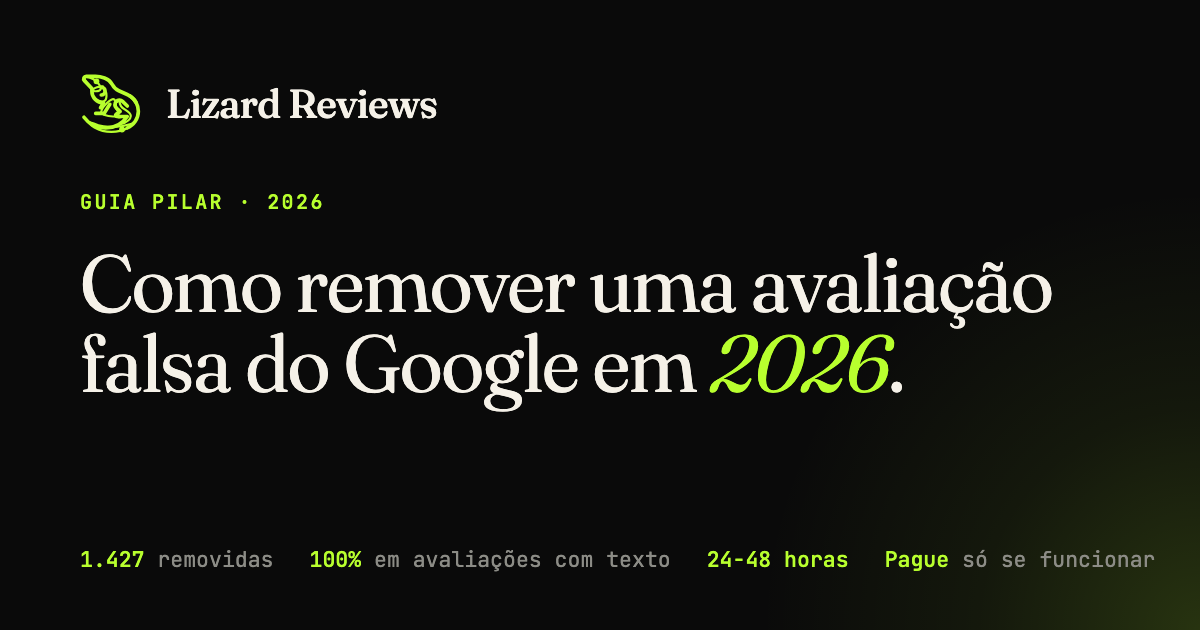 Lizard Reviews
GUIA PILAR · 2026
Como remover uma avaliação
falsa do Google em 2026.
1.427 removidas 100% em avaliações com texto 24-48 horas Pague só se funcionar